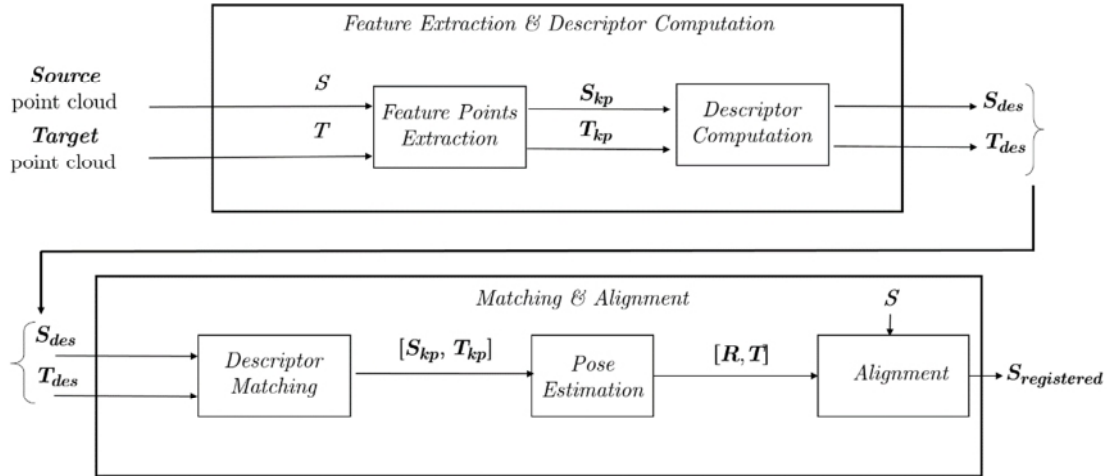 Feature Extraction & Descriptor Computation
Source
point cloud
S
Target
point cloud
T
Feature Points
Extraction
S_kp
T_kp
Descriptor
Computation
S_des
T_des
Matching & Alignment
S_des
T_des
Descriptor
Matching
[S_kp, T_kp]
Pose
Estimation
[R, T]
S
Alignment
S_registered